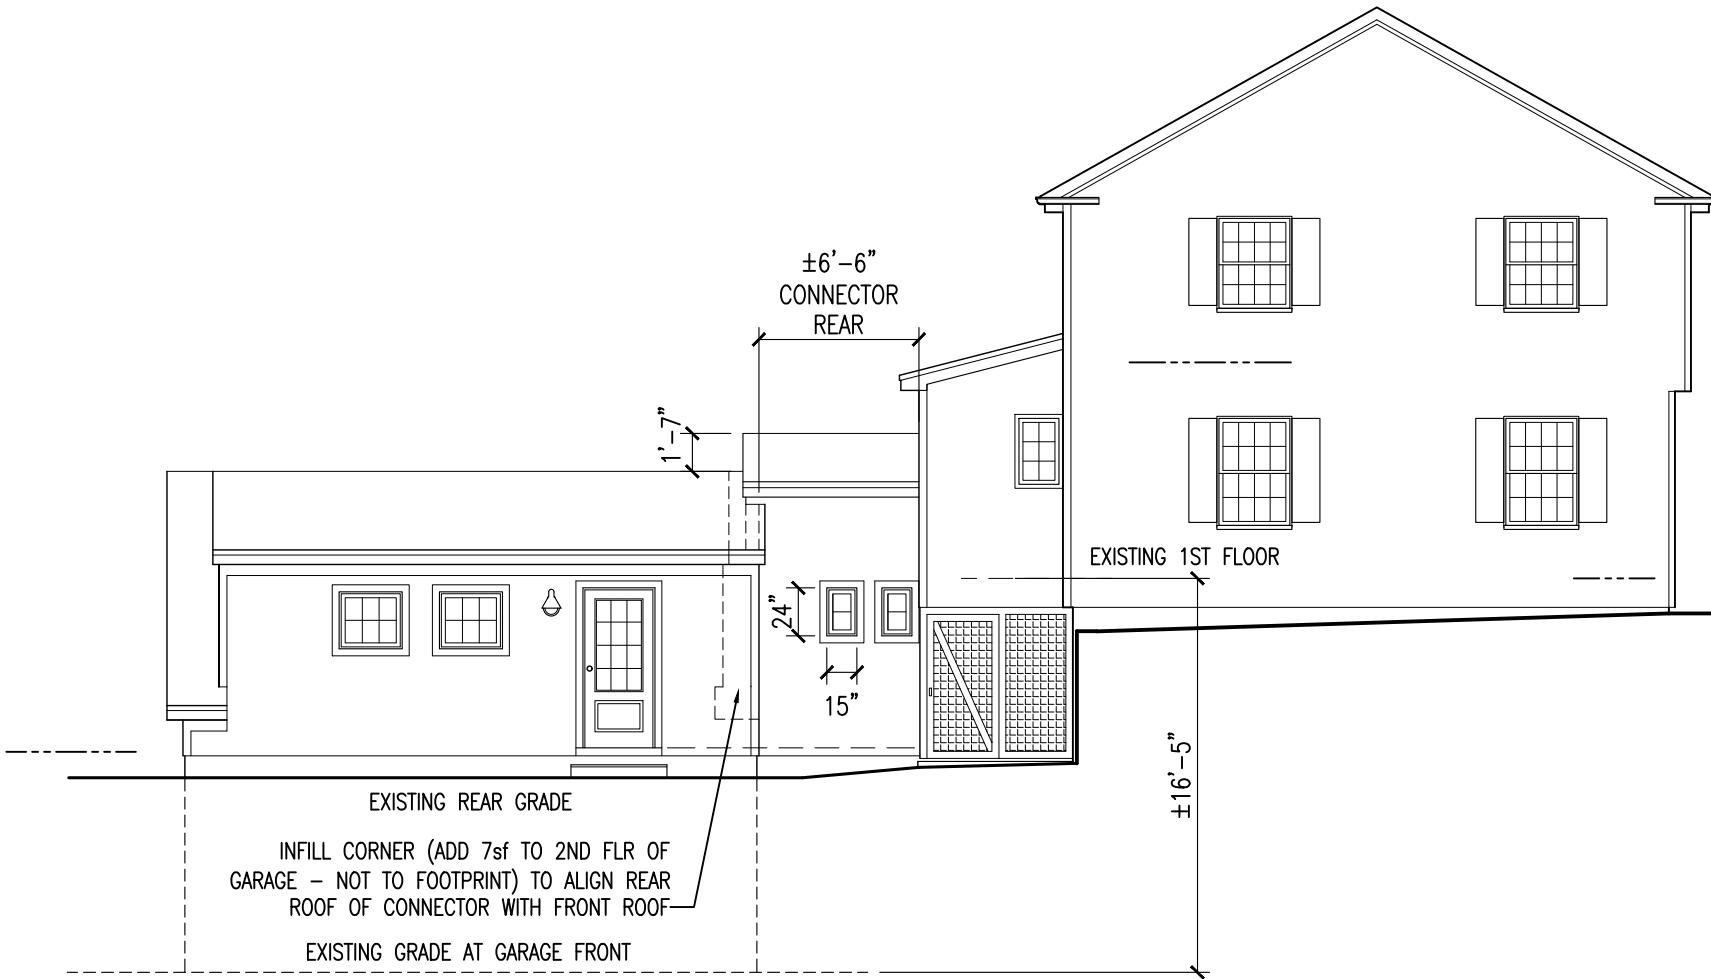 ±6'-6"
CONNECTOR
REAR
1'-7"
EXISTING 1ST FLOOR
24"
15"
±16'-5"
EXISTING REAR GRADE
INFILL CORNER (ADD 7sf TO 2ND FLR OF
GARAGE – NOT TO FOOTPRINT) TO ALIGN REAR
ROOF OF CONNECTOR WITH FRONT ROOF
EXISTING GRADE AT GARAGE FRONT